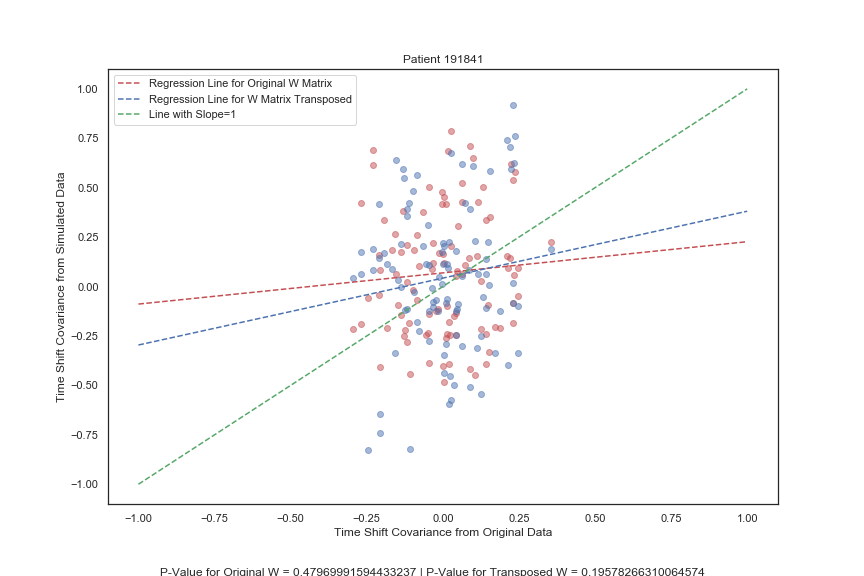 Patient 191841
Regression Line for Original W Matrix
Regression Line for W Matrix Transposed
Line with Slope=1
1.00
0.75
0.50
0.25
0.00
−0.25
−0.50
−0.75
−1.00
Time Shift Covariance from Simulated Data
−1.00 −0.75 −0.50 −0.25 0.00 0.25 0.50 0.75 1.00
Time Shift Covariance from Original Data
P-Value for Original W = 0.47969991594433237 | P-Value for Transposed W = 0.19578266310064574